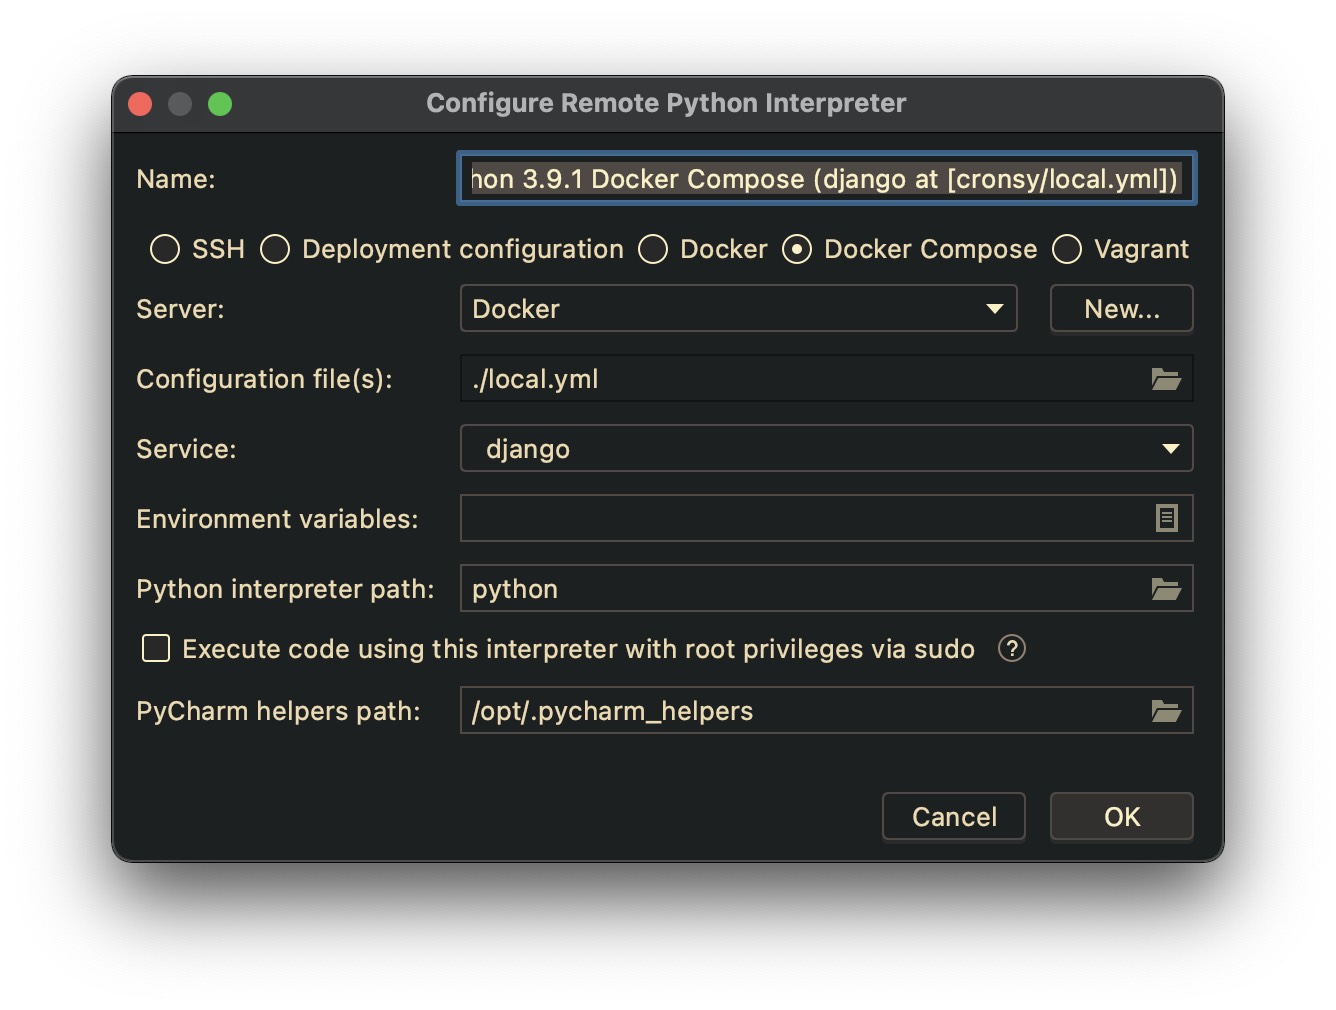 Configure Remote Python Interpreter
Name: hon 3.9.1 Docker Compose (django at [cronsy/local.yml])
SSH Deployment configuration Docker Docker Compose Vagrant
Server: Docker New...
Configuration file(s): ./local.yml
Service: django
Environment variables:
Python interpreter path: python
Execute code using this interpreter with root privileges via sudo ?
PyCharm helpers path: /opt/.pycharm_helpers
Cancel OK